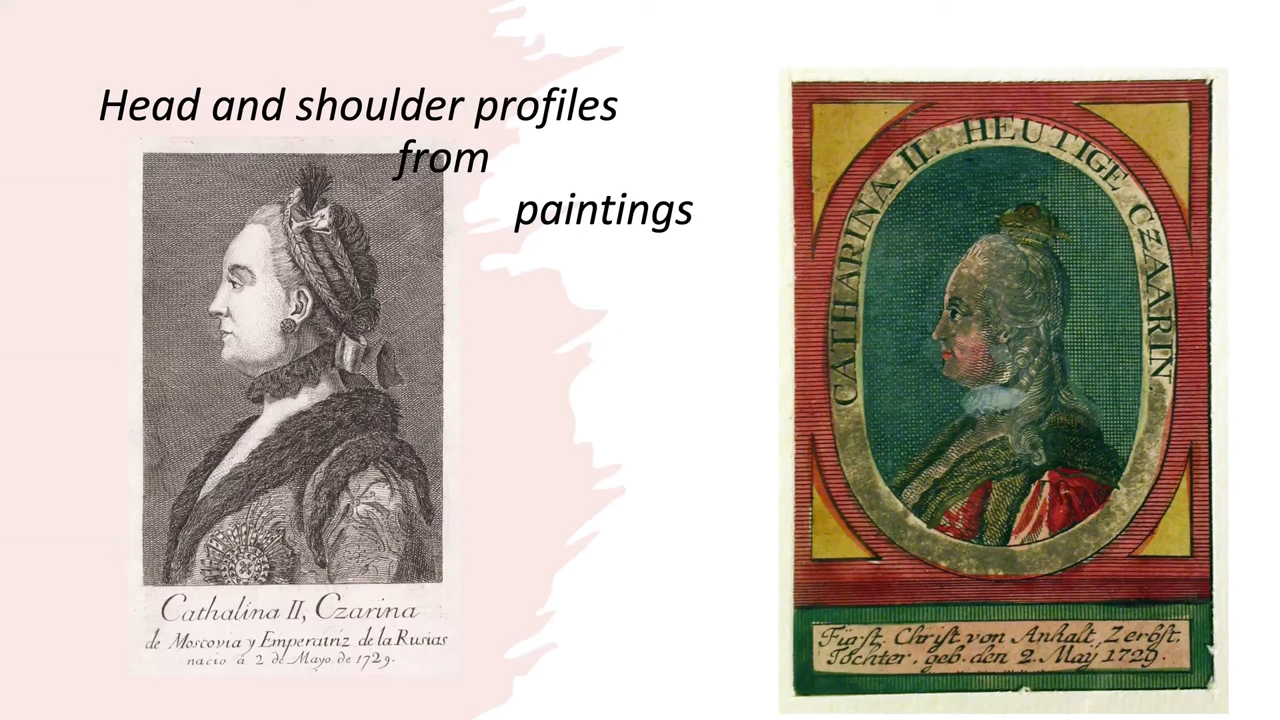 Head and shoulder profiles
from
paintings
Cathalina II, Czarina
de Moscovia y Emperatriz de la Rusias
nacio á 2 de Mayo de 1729.
CATHARINA II. HEUTIGE CZAARIN.
Fürst. Christ. von Anhalt Zerbst.
Tochter, geb. den 2. Maÿ 1729.